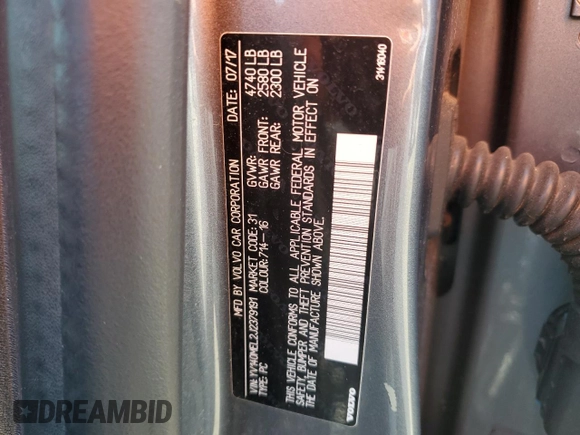 MFD BY VOLVO CAR CORPORATION DATE: 07/17
VIN: YV140MEL2J2379191 MARKET CODE: 31 GVWR: 4740 LB
TYPE: PC COLOUR: 714—16 GAWR FRONT: 2580 LB
GAWR REAR: 2300 LB
THIS VEHICLE CONFORMS TO ALL APPLICABLE FEDERAL MOTOR VEHICLE
SAFETY, BUMPER AND THEFT PREVENTION STANDARDS IN EFFECT ON
THE DATE OF MANUFACTURE SHOWN ABOVE.
VOLVO
31416040
DREAMBID